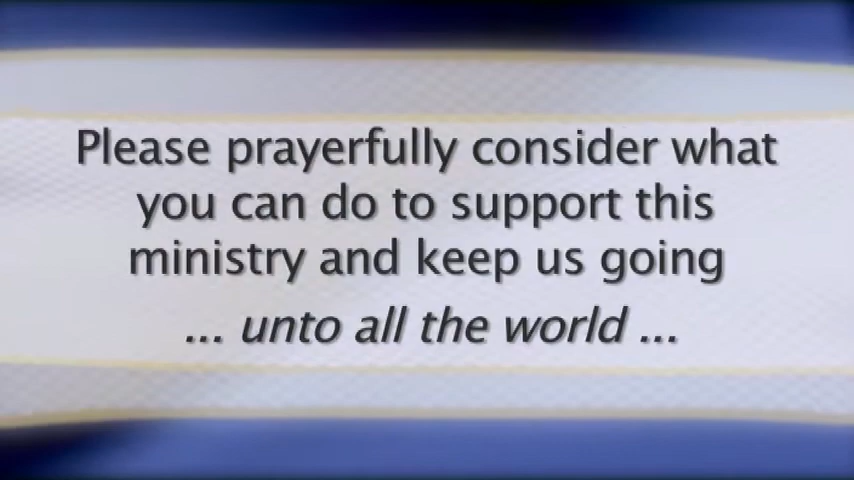 Please prayerfully consider what
you can do to support this
ministry and keep us going
... unto all the world ...